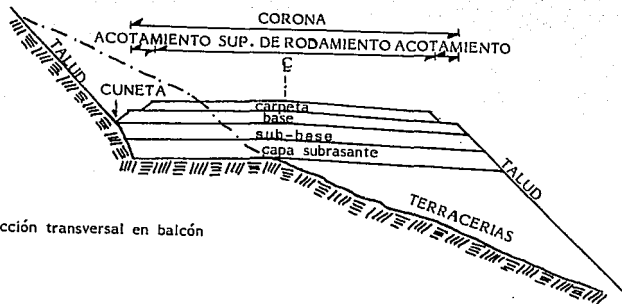 CORONA
ACOTAMIENTO SUP. DE RODAMIENTO ACOTAMIENTO
TALUD
CUNETA
carpeta
base
sub-base
capa subrasante
TALUD
TERRACERIAS
cción transversal en balcón